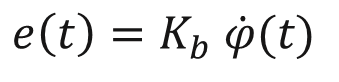 e(t) = K_b φ̇(t)